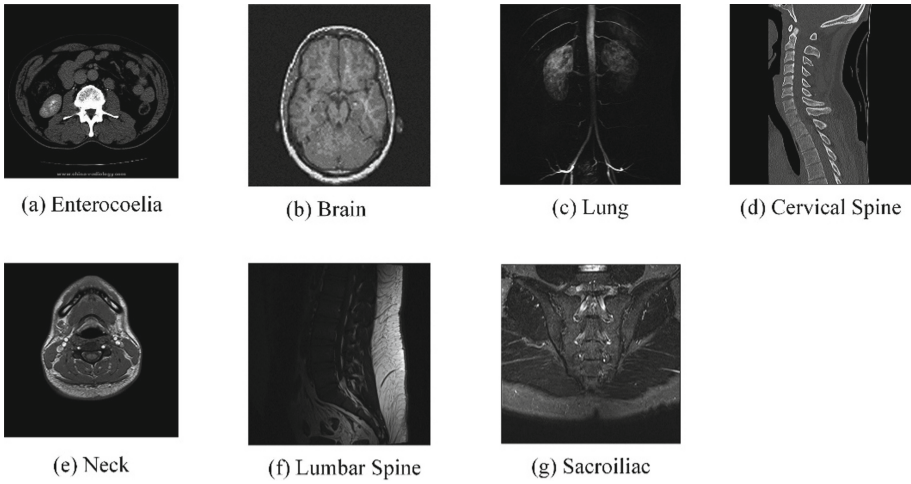 (a) Enterocoelia
(b) Brain
(c) Lung
(d) Cervical Spine
(e) Neck
(f) Lumbar Spine
(g) Sacroiliac